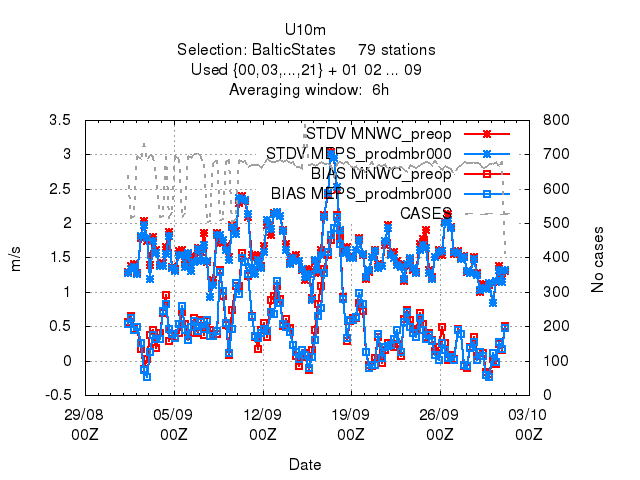 U10m
Selection: BalticStates 79 stations
Used {00,03,...,21} + 01 02 ... 09
Averaging window: 6h
3.5
3
2.5
2
1.5
1
0.5
0
-0.5
m/s
800
700
600
500
400
300
200
100
0
No cases
STDV MNWC_preop
STDV MEPS_prodmbr000
BIAS MNWC_preop
BIAS MEPS_prodmbr000
CASES
29/08 05/09 12/09 19/09 26/09 03/10
00Z 00Z 00Z 00Z 00Z 00Z
Date